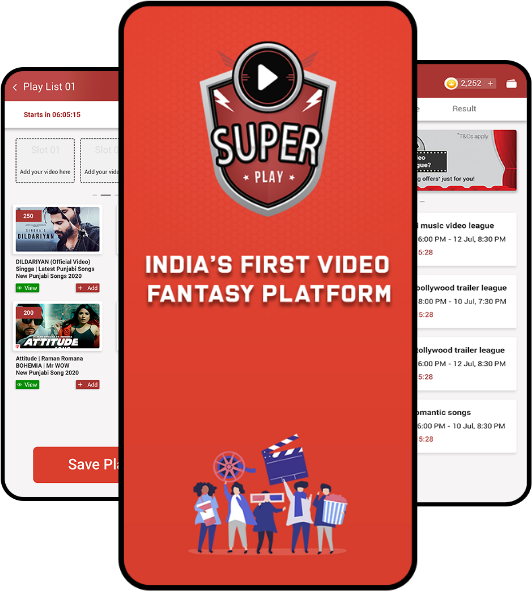 Play List 01
Starts in 06:05:15
Slot 01
Slot 02
Add your video here
Add your vide
250
DILDARIYAN
DILDARIYAN (Official Video)
Singga | Latest Punjabi Songs
New Punjabi Songs 2020
View
+ Add
200
ATTITUDE
Attitude | Raman Romana
BOHEMIA | Mr WOW
New Punjabi Song 2020
View
+ Add
Save Pla
SUPER
PLAY
INDIA'S FIRST VIDEO
FANTASY PLATFORM
2,252 +
Result
*T&Cs apply
ideo
gue?
g offers' just for you!
l music video league
6:00 PM - 12 Jul, 8:30 PM
5:28
ollywood trailer league
8:00 PM - 10 Jul, 7:30 PM
5:28
ollywood trailer league
6:00 PM - 12 Jul, 8:30 PM
5:28
omantic songs
6:00 PM - 10 Jul, 8:30 PM
5:28